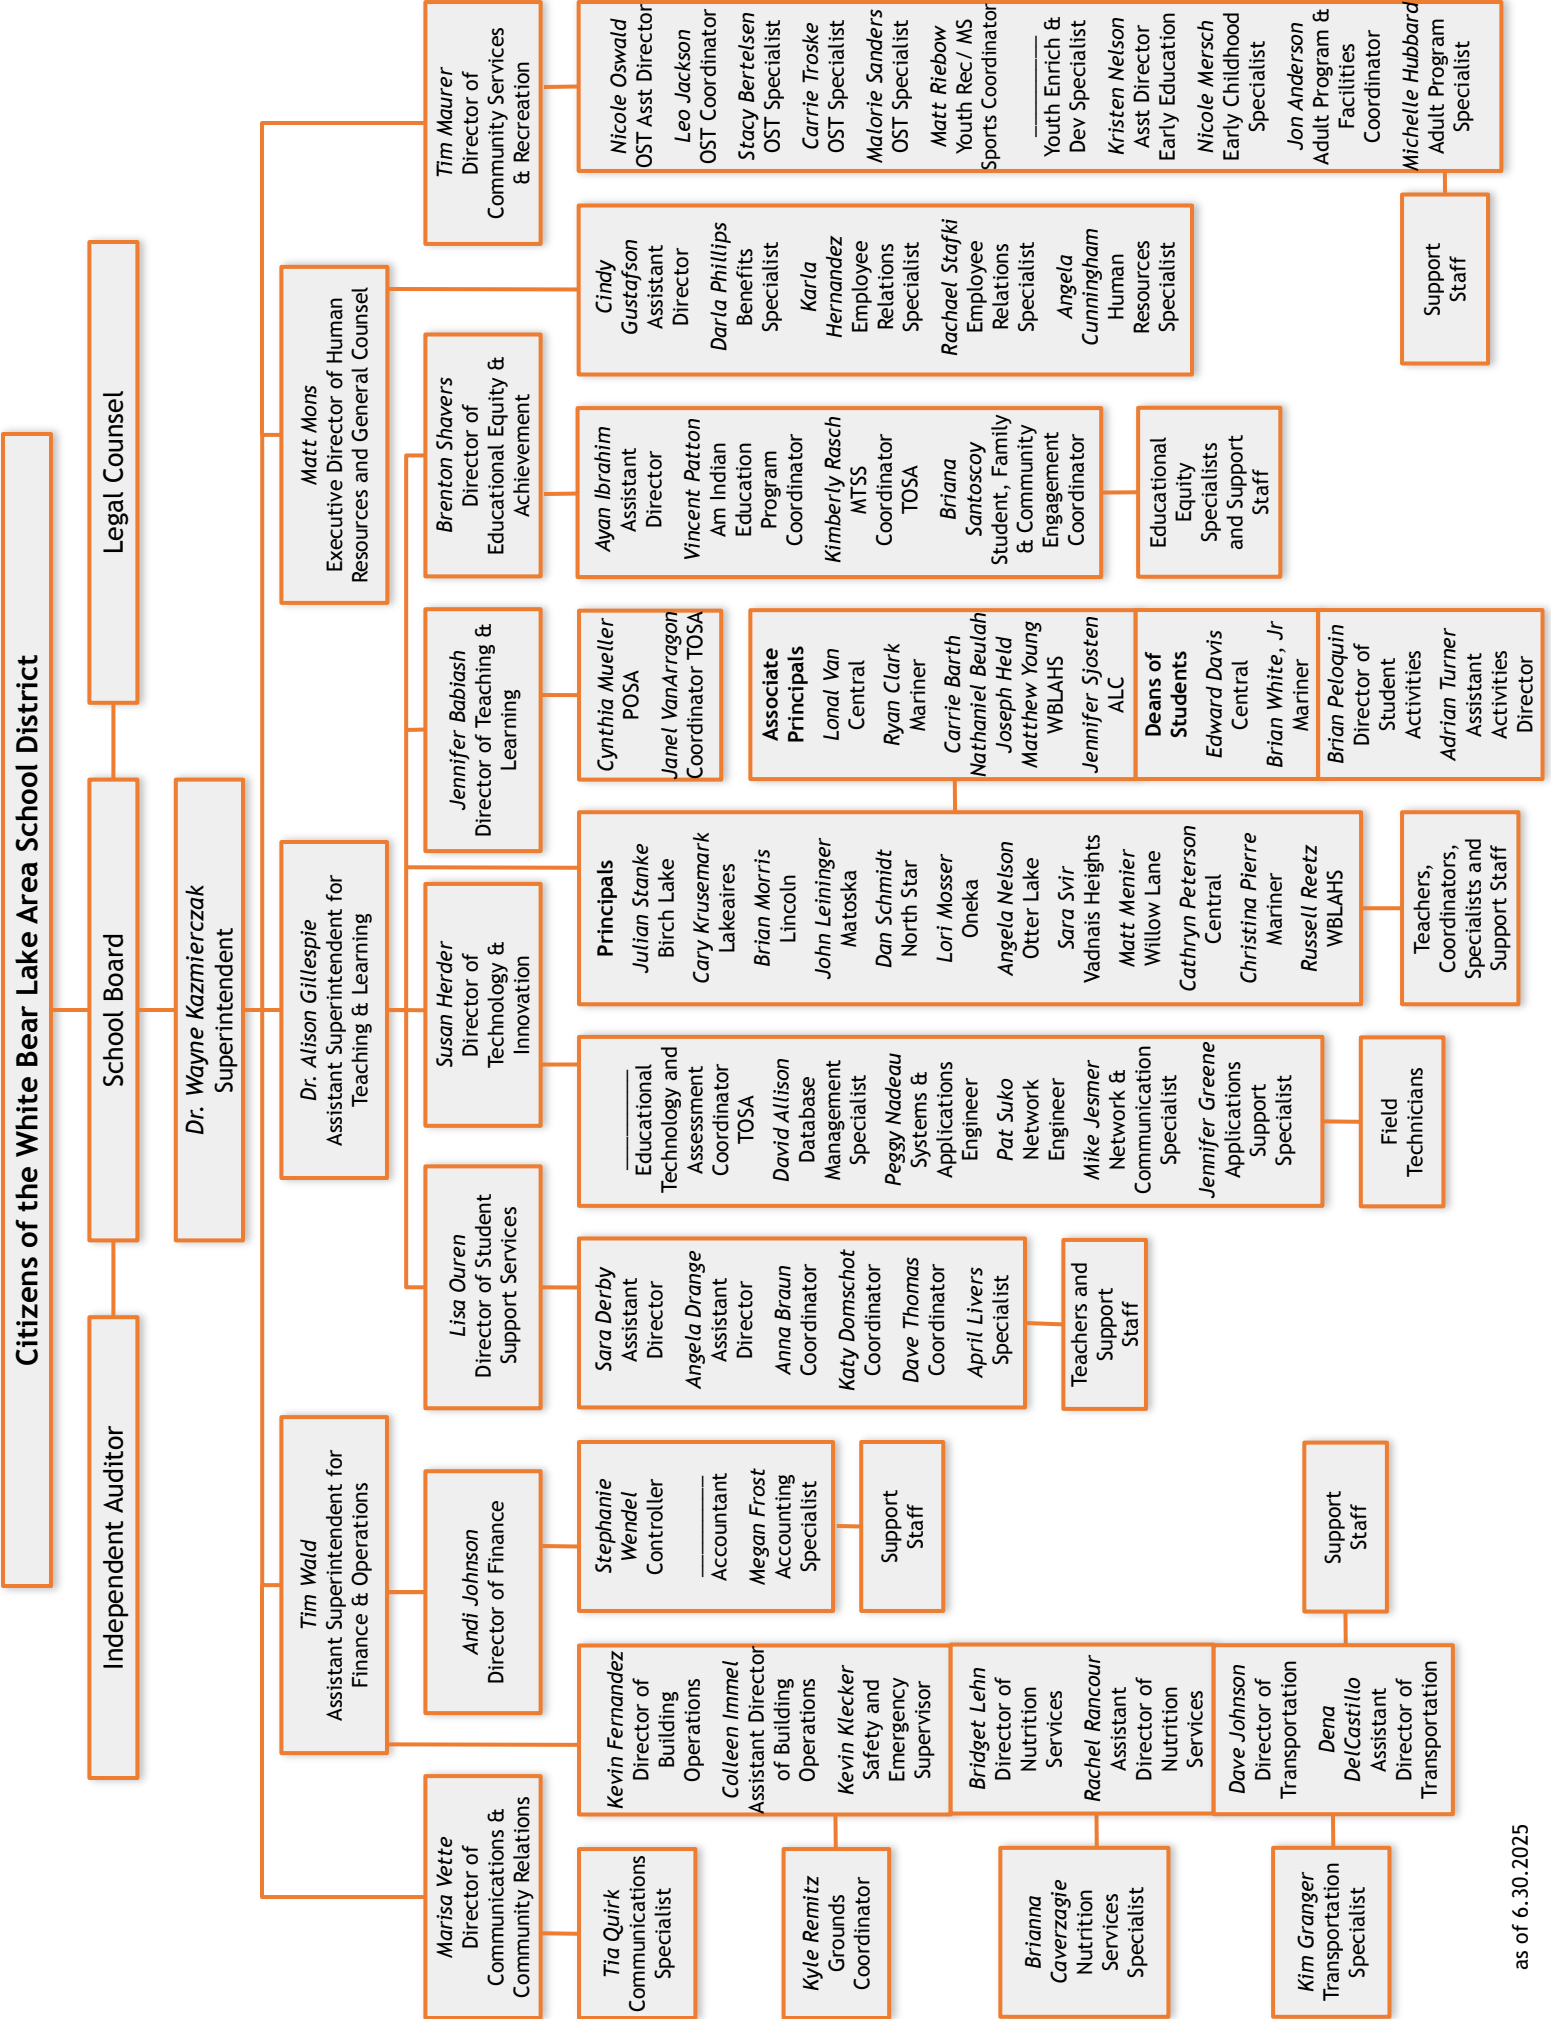 Citizens of the White Bear Lake Area School District
Independent Auditor
School Board
Legal Counsel
Dr. Wayne Kazmierczak
Superintendent
Tim Wald
Assistant Superintendent for
Finance & Operations
Dr. Alison Gillespie
Assistant Superintendent for
Teaching & Learning
Matt Mons
Executive Director of Human
Resources and General Counsel
Marisa Vette
Director of
Communications &
Community Relations
Andi Johnson
Director of Finance
Lisa Ouren
Director of Student
Support Services
Susan Herder
Director of
Technology &
Innovation
Jennifer Babiash
Director of Teaching &
Learning
Brenton Shavers
Director of
Educational Equity &
Achievement
Tim Maurer
Director of
Community Services
& Recreation
Tia Quirk
Communications
Specialist
Kyle Remitz
Grounds
Coordinator
Brianna
Caverzagie
Nutrition
Services
Specialist
Kim Granger
Transportation
Specialist
Kevin Fernandez
Director of
Building
Operations
Colleen Immel
Assistant Director
of Building
Operations
Kevin Klecker
Safety and
Emergency
Supervisor
Bridget Lehn
Director of
Nutrition
Services
Rachel Rancour
Assistant
Director of
Nutrition
Services
Dave Johnson
Director of
Transportation
Dena
DelCastillo
Assistant
Director of
Transportation
Support
Staff
Stephanie
Wendel
Controller
_________
Accountant
Megan Frost
Accounting
Specialist
Support
Staff
Sara Derby
Assistant
Director
Angela Drange
Assistant
Director
Anna Braun
Coordinator
Katy Domschot
Coordinator
Dave Thomas
Coordinator
April Livers
Specialist
Teachers and
Support
Staff
_________
Educational
Technology and
Assessment
Coordinator
TOSA
David Allison
Database
Management
Specialist
Peggy Nadeau
Systems &
Applications
Engineer
Pat Suko
Network
Engineer
Mike Jesmer
Network &
Communication
Specialist
Jennifer Greene
Applications
Support
Specialist
Field
Technicians
Principals
Julian Stanke
Birch Lake
Cary Krusemark
Lakeaires
Brian Morris
Lincoln
John Leininger
Matoska
Dan Schmidt
North Star
Lori Mosser
Oneka
Angela Nelson
Otter Lake
Sara Svir
Vadnais Heights
Matt Menier
Willow Lane
Cathryn Peterson
Central
Christina Pierre
Mariner
Russell Reetz
WBLAHS
Teachers,
Coordinators,
Specialists and
Support Staff
Cynthia Mueller
POSA
Janel VanArragon
Coordinator TOSA
Associate
Principals
Lonal Van
Central
Ryan Clark
Mariner
Carrie Barth
Nathaniel Beulah
Joseph Held
Matthew Young
WBLAHS
Jennifer Sjosten
ALC
Deans of
Students
Edward Davis
Central
Brian White, Jr
Mariner
Brian Peloquin
Director of
Student
Activities
Adrian Turner
Assistant
Activities
Director
Ayan Ibrahim
Assistant
Director
Vincent Patton
Am Indian
Education
Program
Coordinator
Kimberly Rasch
MTSS
Coordinator
TOSA
Briana
Santoscoy
Student, Family
& Community
Engagement
Coordinator
Educational
Equity
Specialists
and Support
Staff
Cindy
Gustafson
Assistant
Director
Darla Phillips
Benefits
Specialist
Karla
Hernandez
Employee
Relations
Specialist
Rachael Stafki
Employee
Relations
Specialist
Angela
Cunningham
Human
Resources
Specialist
Nicole Oswald
OST Asst Director
Leo Jackson
OST Coordinator
Stacy Bertelsen
OST Specialist
Carrie Troske
OST Specialist
Malorie Sanders
OST Specialist
Matt Riebow
Youth Rec/ MS
Sports Coordinator
_________
Youth Enrich &
Dev Specialist
Kristen Nelson
Asst Director
Early Education
Nicole Mersch
Early Childhood
Specialist
Jon Anderson
Adult Program &
Facilities
Coordinator
Michelle Hubbard
Adult Program
Specialist
Support
Staff
as of 6.30.2025